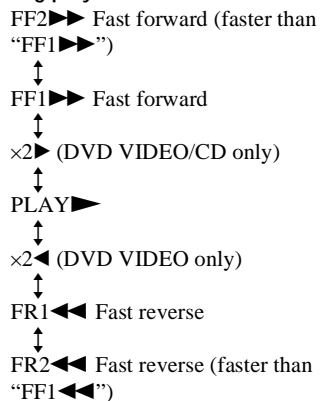 FF2▶▶ Fast forward (faster than
“FF1▶▶”)
↕
FF1▶▶ Fast forward
↕
×2▶ (DVD VIDEO/CD only)
↕
PLAY▶
↕
×2◀ (DVD VIDEO only)
↕
FR1◀◀ Fast reverse
↕
FR2◀◀ Fast reverse (faster than
“FF1◀◀”)